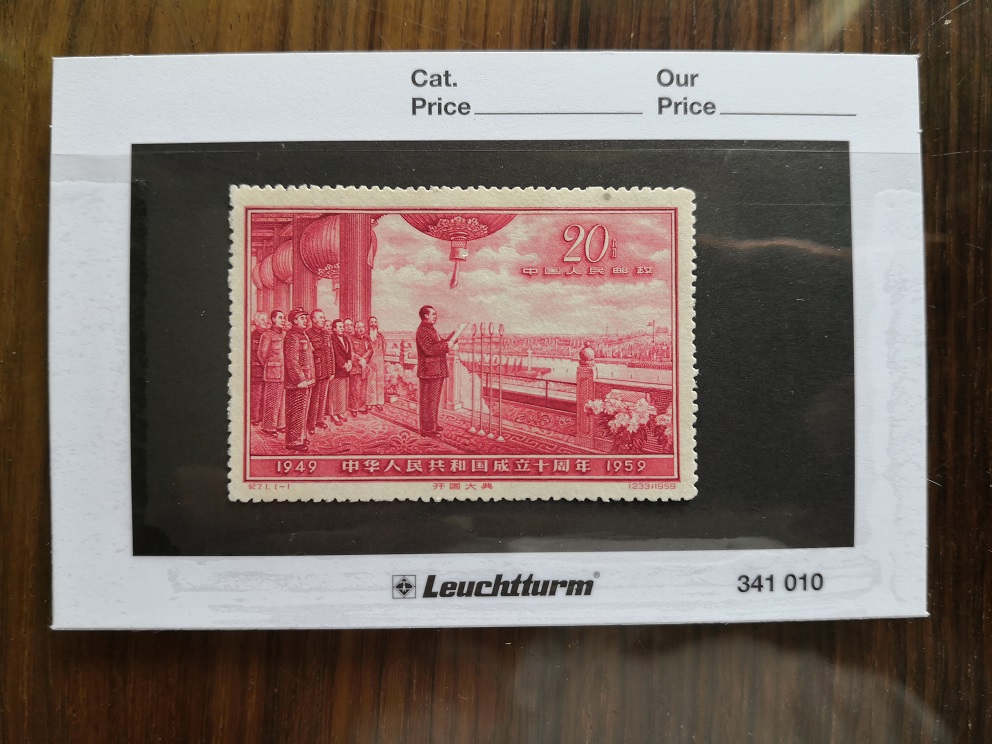 Cat.
Price
Our
Price
20分
中国人民邮政
1949 中华人民共和国成立十周年 1959
纪71.1-1 开国大典 (233)1959
Leuchtturm®
341 010